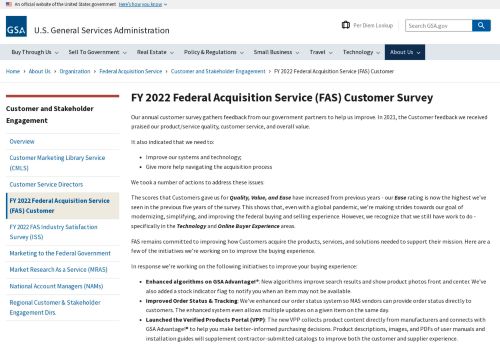 An official website of the United States government Here's how you know
GSA U.S. General Services Administration
Per Diem Lookup
Search GSA.gov
Buy Through Us Sell To Government Real Estate Policy & Regulations Small Business Travel Technology About Us
Home › About Us › Organization › Federal Acquisition Service › Customer and Stakeholder Engagement › FY 2022 Federal Acquisition Service (FAS) Customer
Customer and Stakeholder
Engagement
Overview
Customer Marketing Library Service
(CMLS)
Customer Service Directors
FY 2022 Federal Acquisition Service
(FAS) Customer
FY 2022 FAS Industry Satisfaction
Survey (ISS)
Marketing to the Federal Government
Market Research As a Service (MRAS)
National Account Managers (NAMs)
Regional Customer & Stakeholder
Engagement Dirs.
FY 2022 Federal Acquisition Service (FAS) Customer Survey
Our annual customer survey gathers feedback from our government partners to help us improve. In 2021, the Customer feedback we received
praised our product/service quality, customer service, and overall value.
It also indicated that we need to:
• Improve our systems and technology;
• Give more help navigating the acquisition process
We took a number of actions to address these issues:
The scores that Customers gave us for Quality, Value, and Ease have increased from previous years - our Ease rating is now the highest we've
seen in the previous five years of the survey. This shows that, even with a global pandemic, we're making strides towards our goal of
modernizing, simplifying, and improving the federal buying and selling experience. However, we recognize that we still have work to do -
specifically in the Technology and Online Buyer Experience areas.
FAS remains committed to improving how Customers acquire the products, services, and solutions needed to support their mission. Here are a
few of the initiatives we're working on to improve the buying experience.
In response we're working on the following initiatives to improve your buying experience:
• Enhanced algorithms on GSA Advantage!®: New algorithms improve search results and show product photos front and center. We've
also added a stock indicator flag to notify you when an item may not be available.
• Improved Order Status & Tracking: We've enhanced our order status system so MAS vendors can provide order status directly to
customers. The enhanced system even allows multiple updates on a given item on the same day.
• Launched the Verified Products Portal (VPP): The new VPP collects product content directly from manufacturers and connects with
GSA Advantage!® to help you make better-informed purchasing decisions. Product descriptions, images, and PDFs of user manuals and
installation guides will supplement contractor-submitted catalogs to improve both the customer and supplier experience.